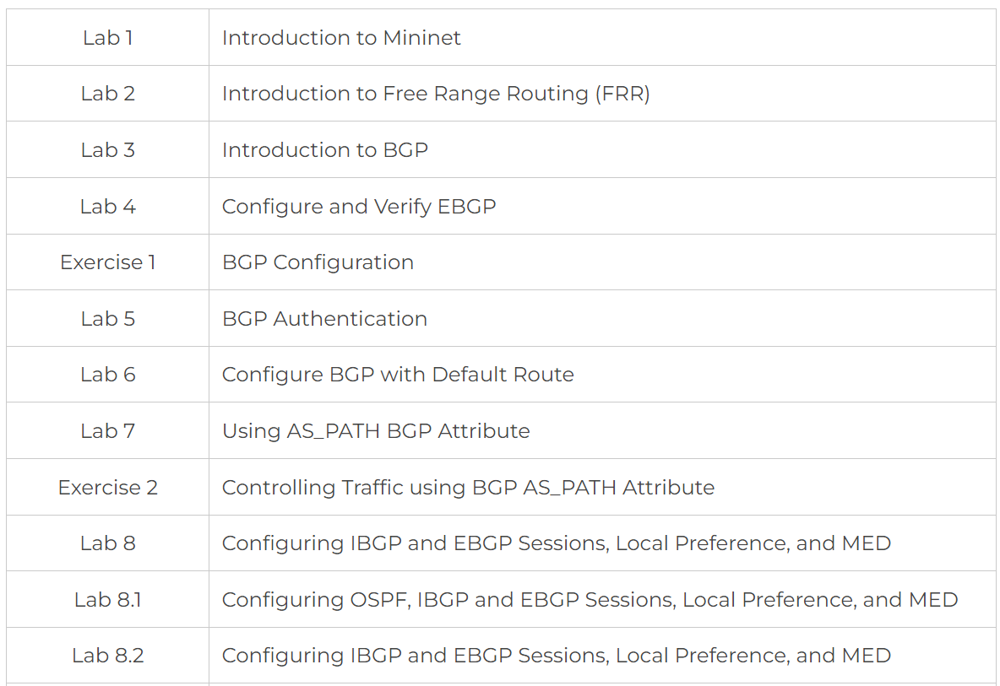 Lab 1 Introduction to Mininet
Lab 2 Introduction to Free Range Routing (FRR)
Lab 3 Introduction to BGP
Lab 4 Configure and Verify EBGP
Exercise 1 BGP Configuration
Lab 5 BGP Authentication
Lab 6 Configure BGP with Default Route
Lab 7 Using AS_PATH BGP Attribute
Exercise 2 Controlling Traffic using BGP AS_PATH Attribute
Lab 8 Configuring IBGP and EBGP Sessions, Local Preference, and MED
Lab 8.1 Configuring OSPF, IBGP and EBGP Sessions, Local Preference, and MED
Lab 8.2 Configuring IBGP and EBGP Sessions, Local Preference, and MED